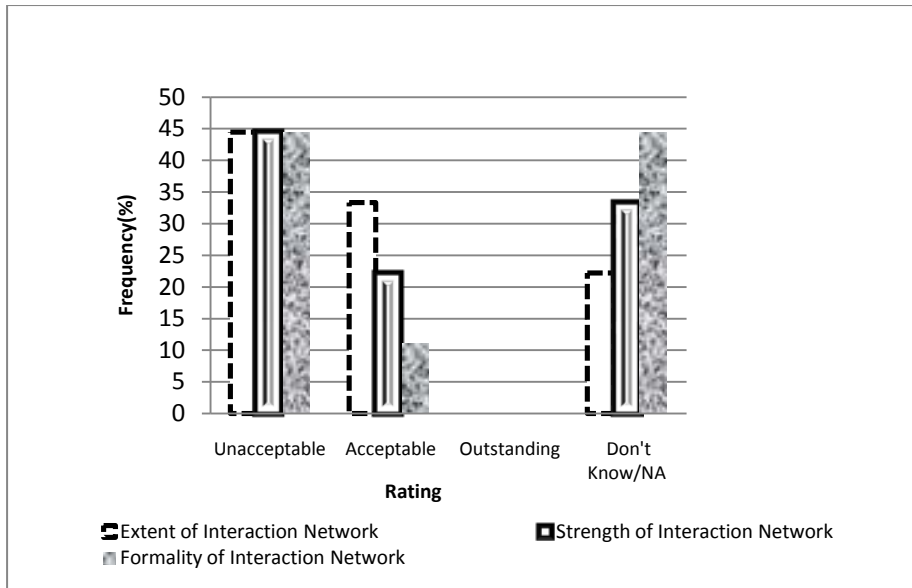 50
45
40
35
30
25
20
15
10
5
0
Frequency(%)
Unacceptable Acceptable Outstanding Don't
Know/NA
Rating
Extent of Interaction Network Strength of Interaction Network
Formality of Interaction Network